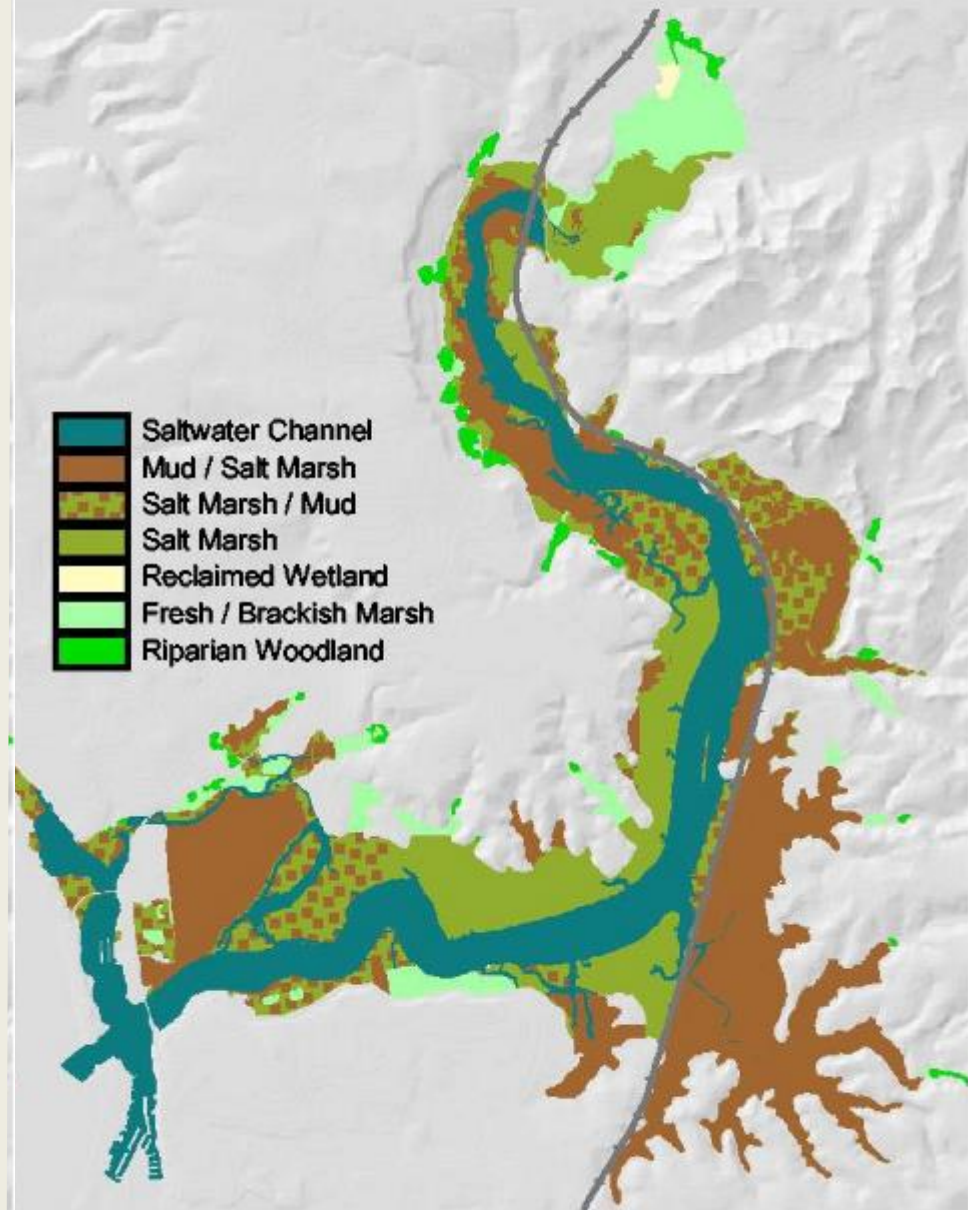 Saltwater Channel
Mud / Salt Marsh
Salt Marsh / Mud
Salt Marsh
Reclaimed Wetland
Fresh / Brackish Marsh
Riparian Woodland